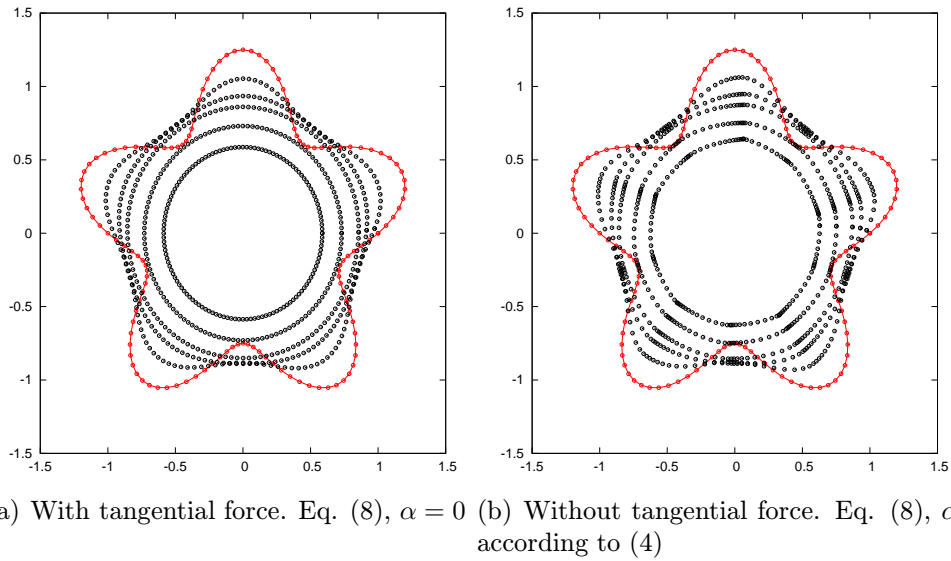 1.5
1
0.5
0
-0.5
-1
-1.5
-1.5 -1 -0.5 0 0.5 1 1.5
1.5
1
0.5
0
-0.5
-1
-1.5
-1.5 -1 -0.5 0 0.5 1 1.5
) With tangential force. Eq. (8), α = 0
(b) Without tangential force. Eq. (8),
according to (4)